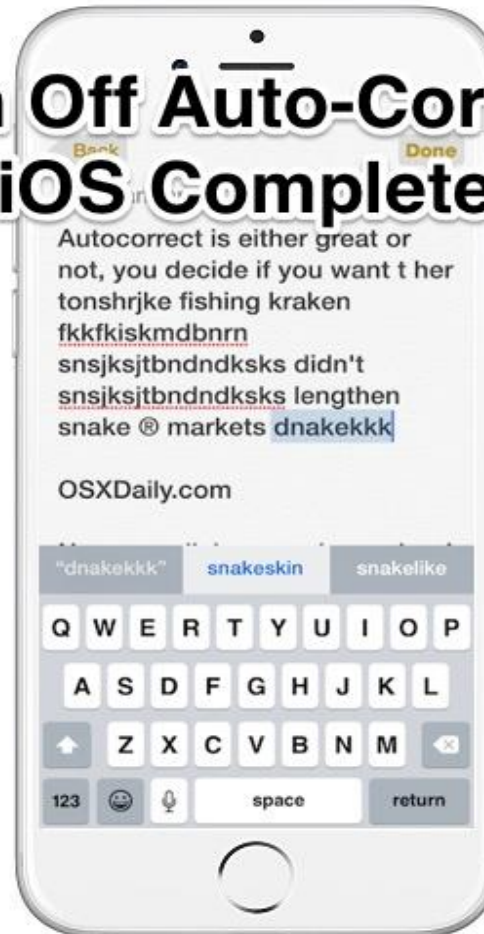 Off Auto-Cor
iOS Complete
Back
Done
Autocorrect is either great or
not, you decide if you want t her
tonshrjke fishing kraken
fkkfkiskmdbnrn
snsjksjtbndndksks didn't
snsjksjtbndndksks lengthen
snake ® markets dnakekkk
OSXDaily.com
"dnakekkk" snakeskin snakelike
Q W E R T Y U I O P
A S D F G H J K L
Z X C V B N M
123 space return